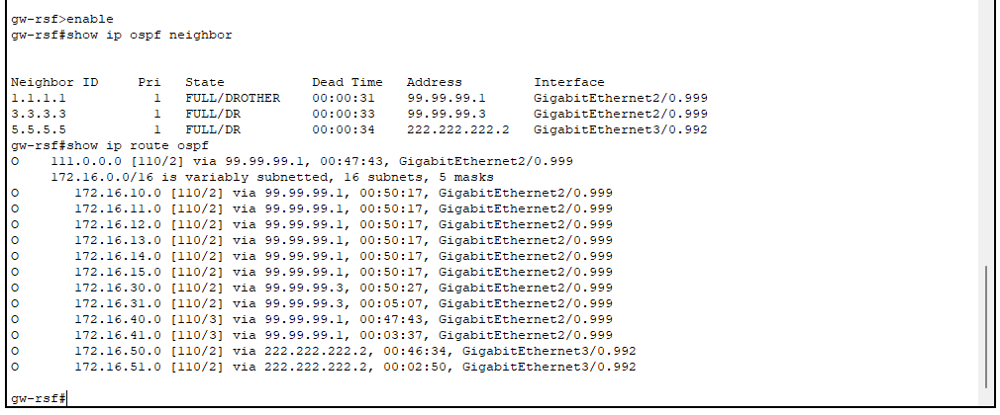 gw-rsf>enable
gw-rsf#show ip ospf neighbor
Neighbor ID     Pri   State           Dead Time   Address         Interface
1.1.1.1           1   FULL/DROTHER    00:00:31    99.99.99.1      GigabitEthernet2/0.999
3.3.3.3           1   FULL/DR         00:00:33    99.99.99.3      GigabitEthernet2/0.999
5.5.5.5           1   FULL/DR         00:00:34    222.222.222.2   GigabitEthernet3/0.992
gw-rsf#show ip route ospf
O    111.0.0.0 [110/2] via 99.99.99.1, 00:47:43, GigabitEthernet2/0.999
     172.16.0.0/16 is variably subnetted, 16 subnets, 5 masks
O       172.16.10.0 [110/2] via 99.99.99.1, 00:50:17, GigabitEthernet2/0.999
O       172.16.11.0 [110/2] via 99.99.99.1, 00:50:17, GigabitEthernet2/0.999
O       172.16.12.0 [110/2] via 99.99.99.1, 00:50:17, GigabitEthernet2/0.999
O       172.16.13.0 [110/2] via 99.99.99.1, 00:50:17, GigabitEthernet2/0.999
O       172.16.14.0 [110/2] via 99.99.99.1, 00:50:17, GigabitEthernet2/0.999
O       172.16.15.0 [110/2] via 99.99.99.1, 00:50:17, GigabitEthernet2/0.999
O       172.16.30.0 [110/2] via 99.99.99.3, 00:50:27, GigabitEthernet2/0.999
O       172.16.31.0 [110/2] via 99.99.99.3, 00:05:07, GigabitEthernet2/0.999
O       172.16.40.0 [110/3] via 99.99.99.1, 00:47:43, GigabitEthernet2/0.999
O       172.16.41.0 [110/3] via 99.99.99.1, 00:03:37, GigabitEthernet2/0.999
O       172.16.50.0 [110/2] via 222.222.222.2, 00:46:34, GigabitEthernet3/0.992
O       172.16.51.0 [110/2] via 222.222.222.2, 00:02:50, GigabitEthernet3/0.992
gw-rsf#